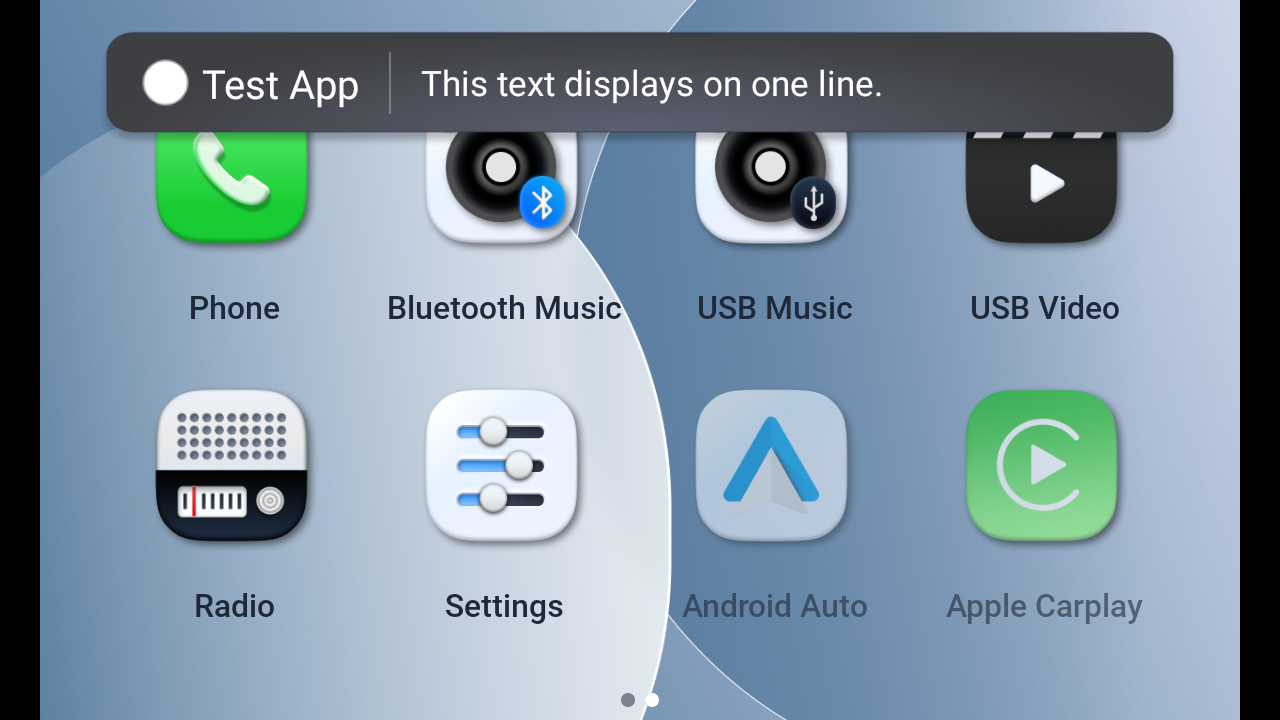 Test App
This text displays on one line.
Phone
Bluetooth Music
USB Music
USB Video
Radio
Settings
Android Auto
Apple Carplay